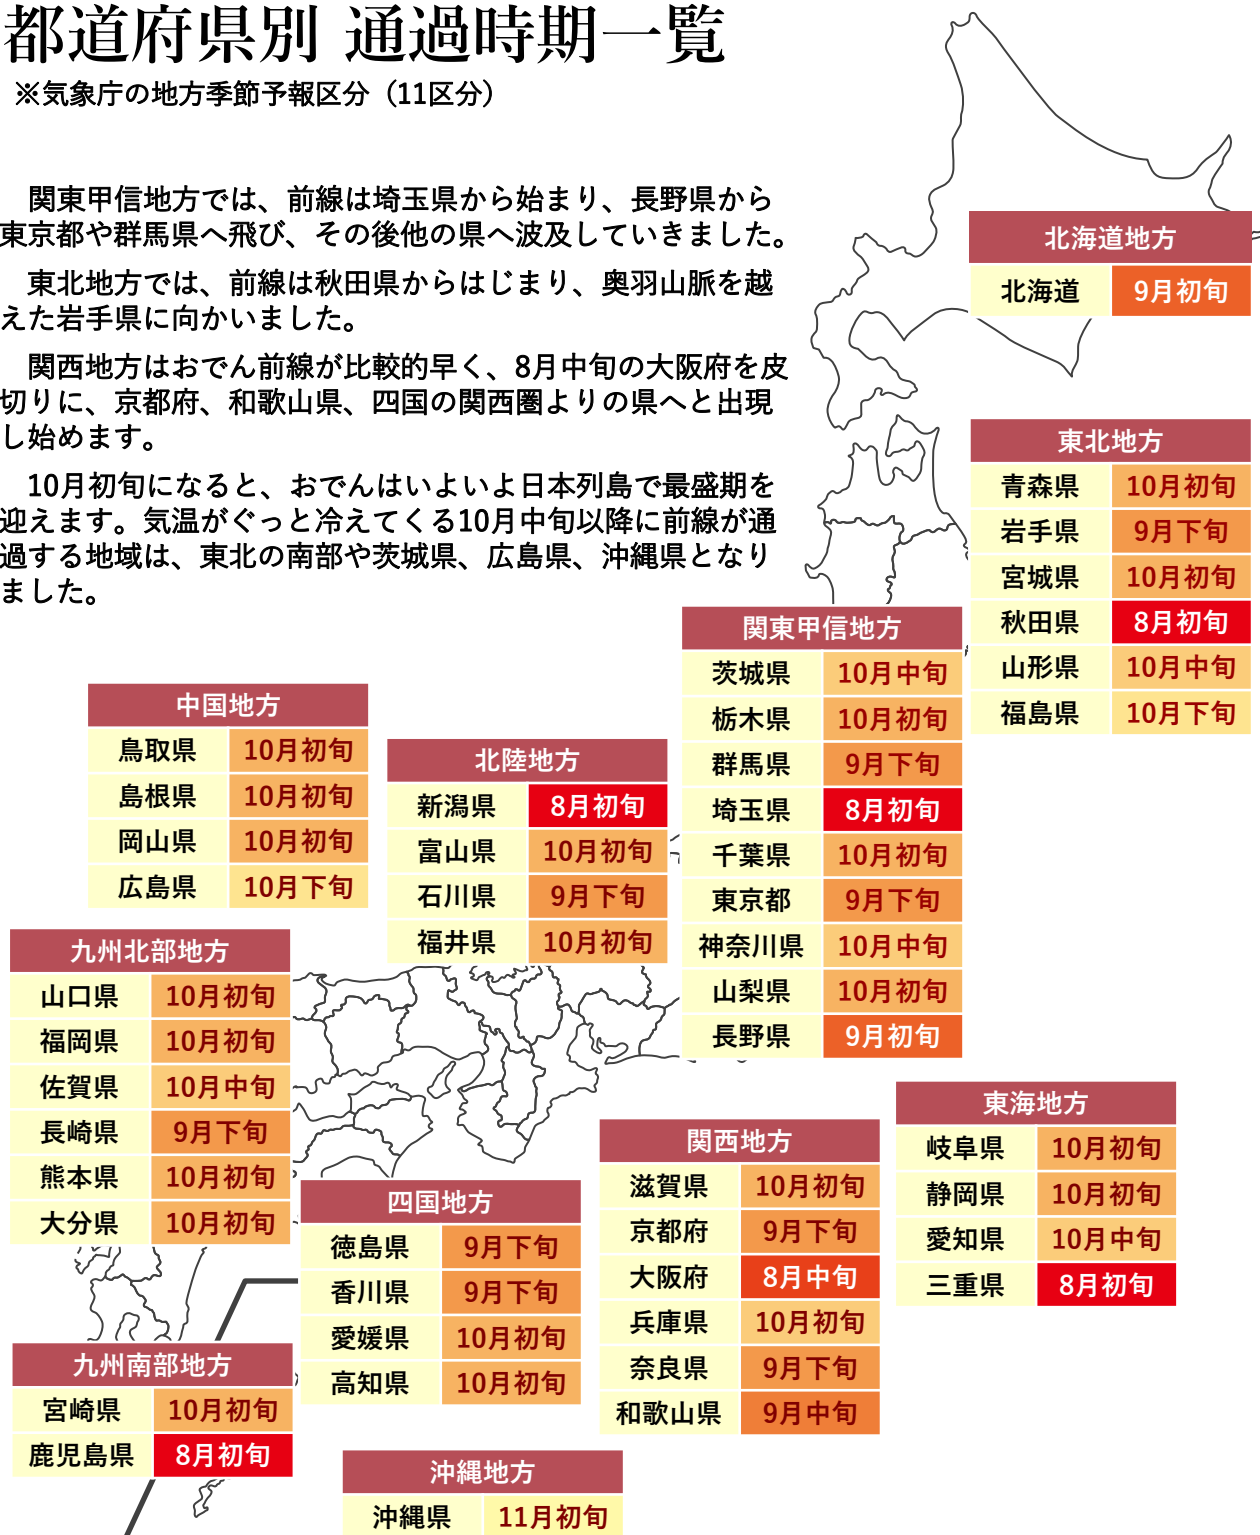 都道府県別 通過時期一覧
※気象庁の地方季節予報区分（11区分）
関東甲信地方では、前線は埼玉県から始まり、長野県から
東京都や群馬県へ飛び、その後他の県へ波及していきました。
東北地方では、前線は秋田県からはじまり、奥羽山脈を越
えた岩手県に向かいました。
関西地方はおでん前線が比較的早く、8月中旬の大阪府を皮
切りに、京都府、和歌山県、四国の関西圏よりの県へと出現
し始めます。
10月初旬になると、おでんはいよいよ日本列島で最盛期を
迎えます。気温がぐっと冷えてくる10月中旬以降に前線が通
過する地域は、東北の南部や茨城県、広島県、沖縄県となり
ました。
北海道地方
北海道 9月初旬
東北地方
青森県 10月初旬
岩手県 9月下旬
宮城県 10月初旬
秋田県 8月初旬
山形県 10月中旬
福島県 10月下旬
関東甲信地方
茨城県 10月中旬
栃木県 10月初旬
群馬県 9月下旬
埼玉県 8月初旬
千葉県 10月初旬
東京都 9月下旬
神奈川県 10月中旬
山梨県 10月初旬
長野県 9月初旬
中国地方
鳥取県 10月初旬
島根県 10月初旬
岡山県 10月初旬
広島県 10月下旬
北陸地方
新潟県 8月初旬
富山県 10月初旬
石川県 9月下旬
福井県 10月初旬
九州北部地方
山口県 10月初旬
福岡県 10月初旬
佐賀県 10月中旬
長崎県 9月下旬
熊本県 10月初旬
大分県 10月初旬
東海地方
岐阜県 10月初旬
静岡県 10月初旬
愛知県 10月中旬
三重県 8月初旬
関西地方
滋賀県 10月初旬
京都府 9月下旬
大阪府 8月中旬
兵庫県 10月初旬
奈良県 9月下旬
和歌山県 9月中旬
四国地方
徳島県 9月下旬
香川県 9月下旬
愛媛県 10月初旬
高知県 10月初旬
九州南部地方
宮崎県 10月初旬
鹿児島県 8月初旬
沖縄地方
沖縄県 11月初旬